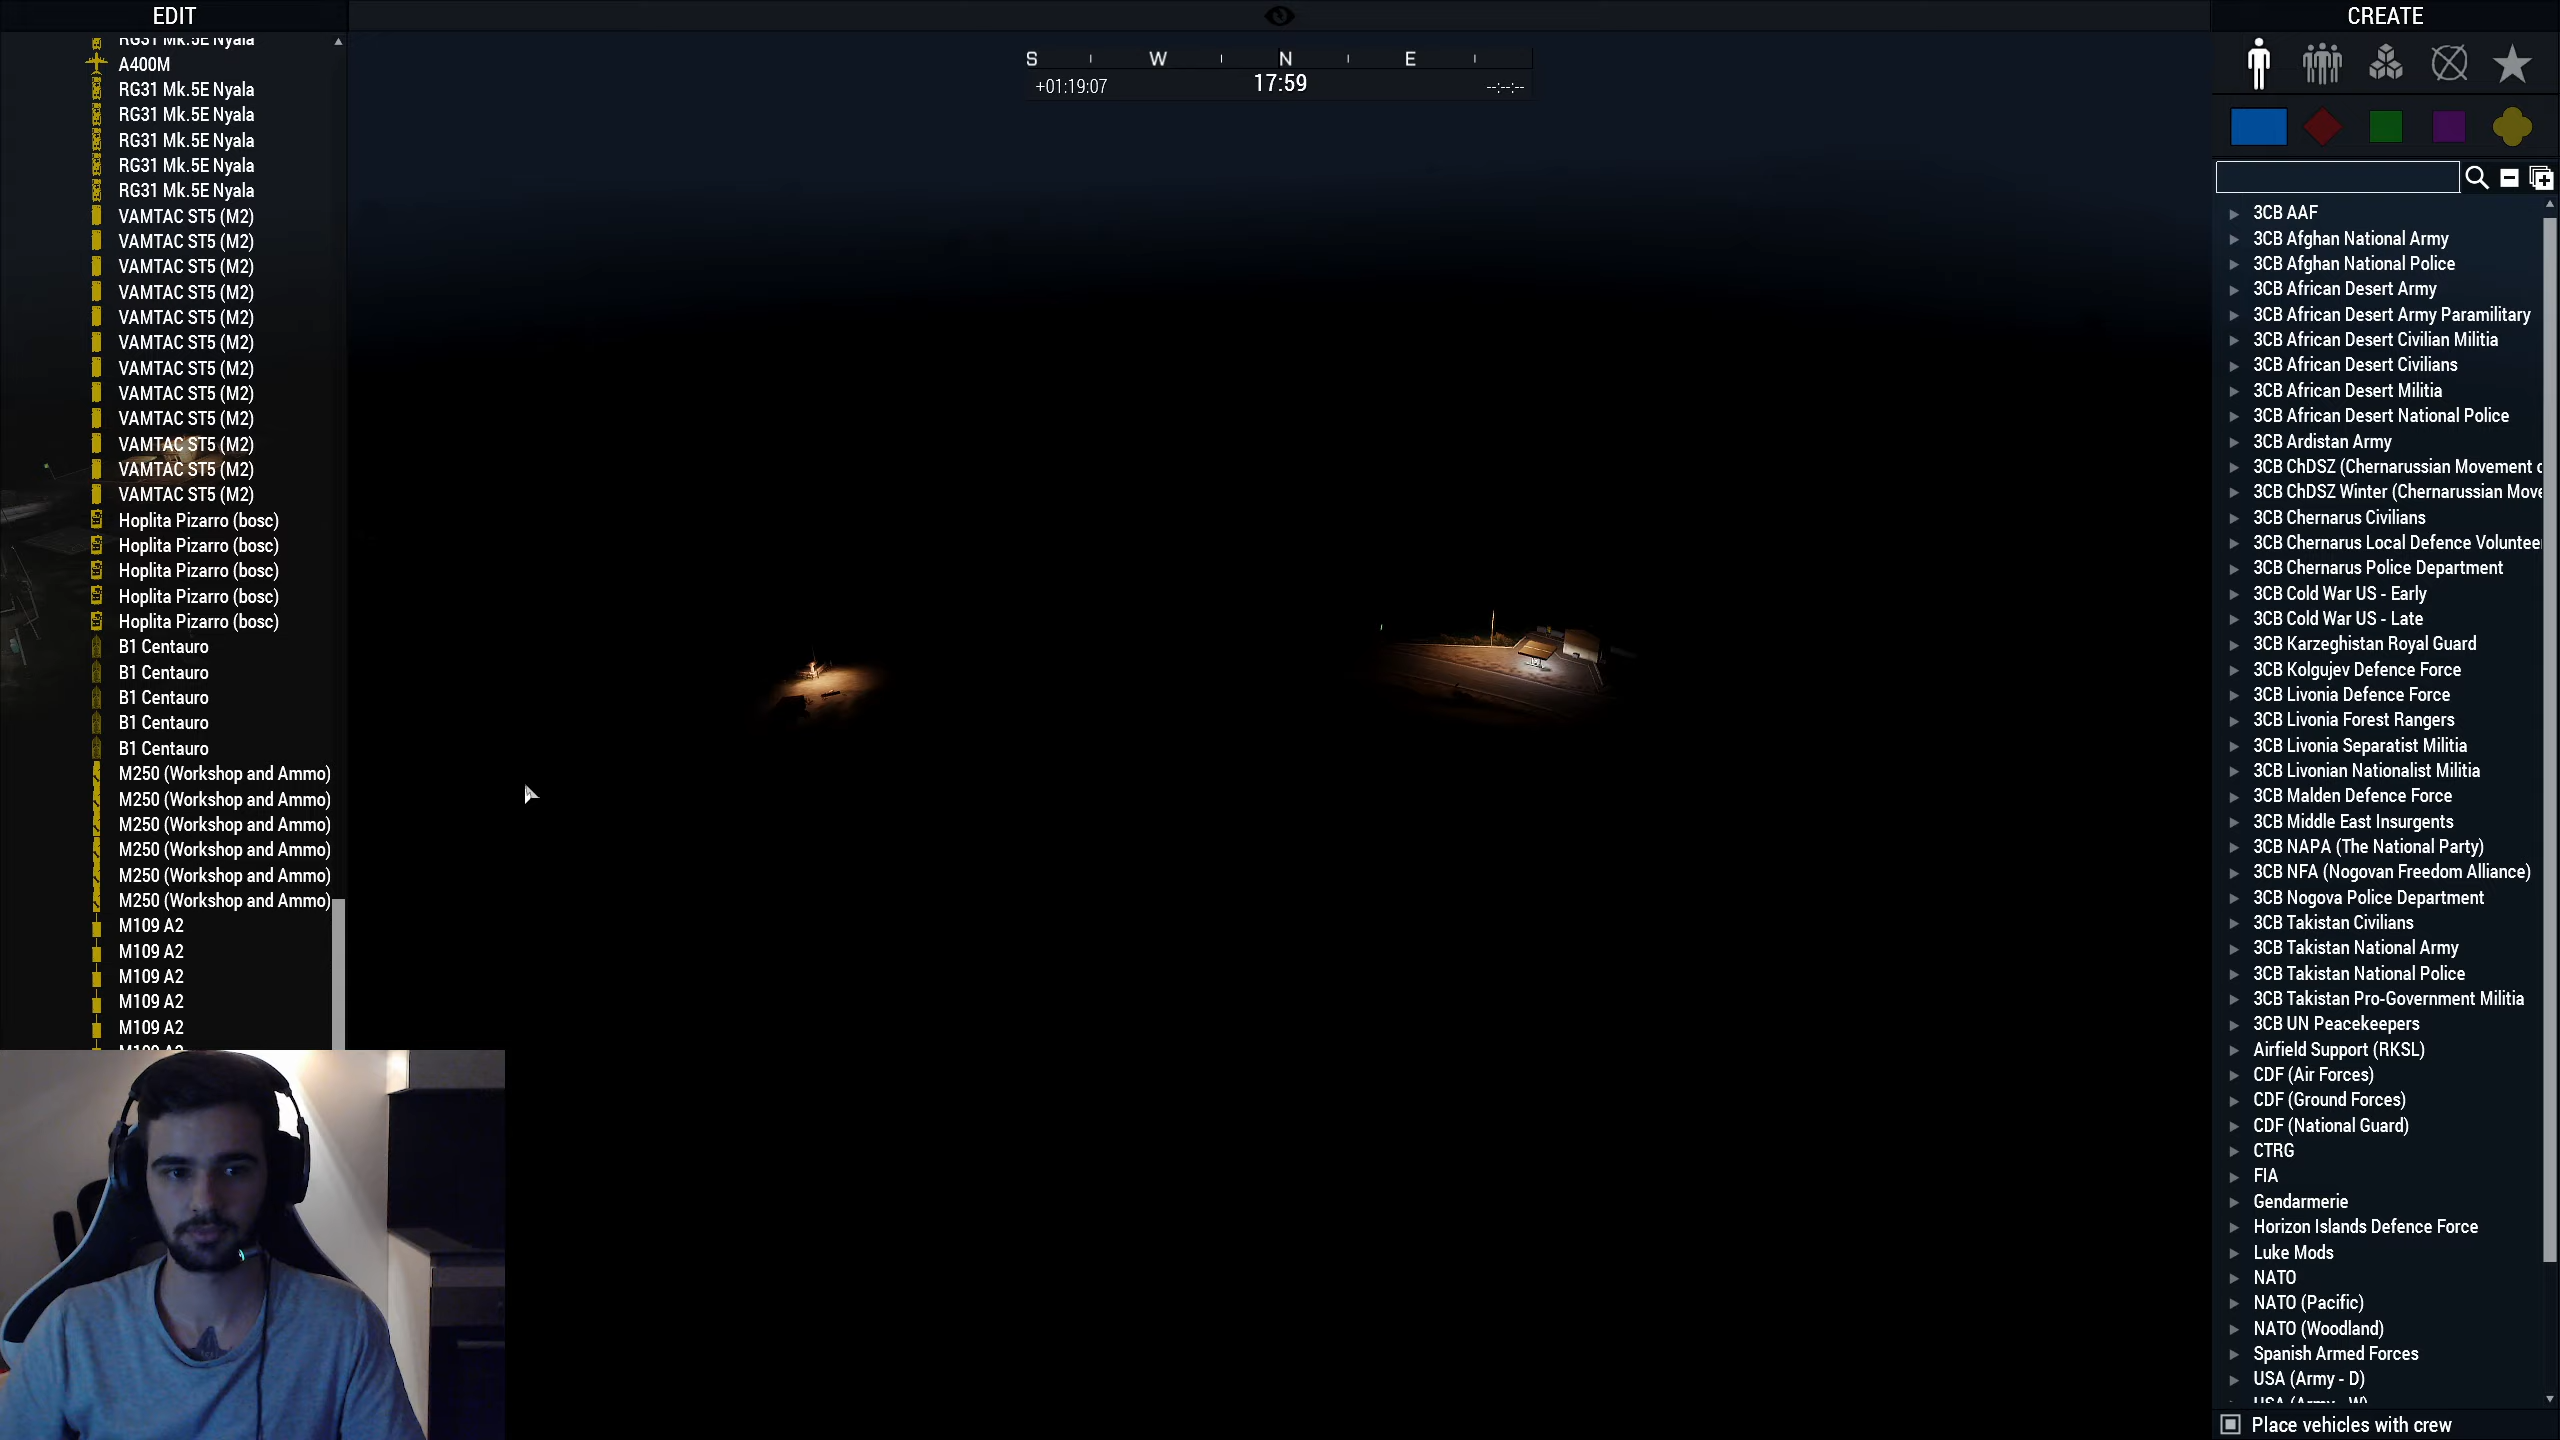 EDIT
RG31 Mk.5E Nyala
A400M
RG31 Mk.5E Nyala
RG31 Mk.5E Nyala
RG31 Mk.5E Nyala
RG31 Mk.5E Nyala
RG31 Mk.5E Nyala
VAMTAC ST5 (M2)
VAMTAC ST5 (M2)
VAMTAC ST5 (M2)
VAMTAC ST5 (M2)
VAMTAC ST5 (M2)
VAMTAC ST5 (M2)
VAMTAC ST5 (M2)
VAMTAC ST5 (M2)
VAMTAC ST5 (M2)
VAMTAC ST5 (M2)
VAMTAC ST5 (M2)
VAMTAC ST5 (M2)
Hoplita Pizarro (bosc)
Hoplita Pizarro (bosc)
Hoplita Pizarro (bosc)
Hoplita Pizarro (bosc)
Hoplita Pizarro (bosc)
B1 Centauro
B1 Centauro
B1 Centauro
B1 Centauro
B1 Centauro
M250 (Workshop and Ammo)
M250 (Workshop and Ammo)
M250 (Workshop and Ammo)
M250 (Workshop and Ammo)
M250 (Workshop and Ammo)
M250 (Workshop and Ammo)
M109 A2
M109 A2
M109 A2
M109 A2
M109 A2
M109 A2
S W N E
+01:19:07 17:59 --:--:--
CREATE
3CB AAF
3CB Afghan National Army
3CB Afghan National Police
3CB African Desert Army
3CB African Desert Army Paramilitary
3CB African Desert Civilian Militia
3CB African Desert Civilians
3CB African Desert Militia
3CB African Desert National Police
3CB Ardistan Army
3CB ChDSZ (Chernarussian Movement
3CB ChDSZ Winter (Chernarussian Move
3CB Chernarus Civilians
3CB Chernarus Local Defence Voluntee
3CB Chernarus Police Department
3CB Cold War US - Early
3CB Cold War US - Late
3CB Karzeghistan Royal Guard
3CB Kolgujev Defence Force
3CB Livonia Defence Force
3CB Livonia Forest Rangers
3CB Livonia Separatist Militia
3CB Livonian Nationalist Militia
3CB Malden Defence Force
3CB Middle East Insurgents
3CB NAPA (The National Party)
3CB NFA (Nogovan Freedom Alliance)
3CB Nogova Police Department
3CB Takistan Civilians
3CB Takistan National Army
3CB Takistan National Police
3CB Takistan Pro-Government Militia
3CB UN Peacekeepers
Airfield Support (RKSL)
CDF (Air Forces)
CDF (Ground Forces)
CDF (National Guard)
CTRG
FIA
Gendarmerie
Horizon Islands Defence Force
Luke Mods
NATO
NATO (Pacific)
NATO (Woodland)
Spanish Armed Forces
USA (Army - D)
USA (Army - W)
Place vehicles with crew